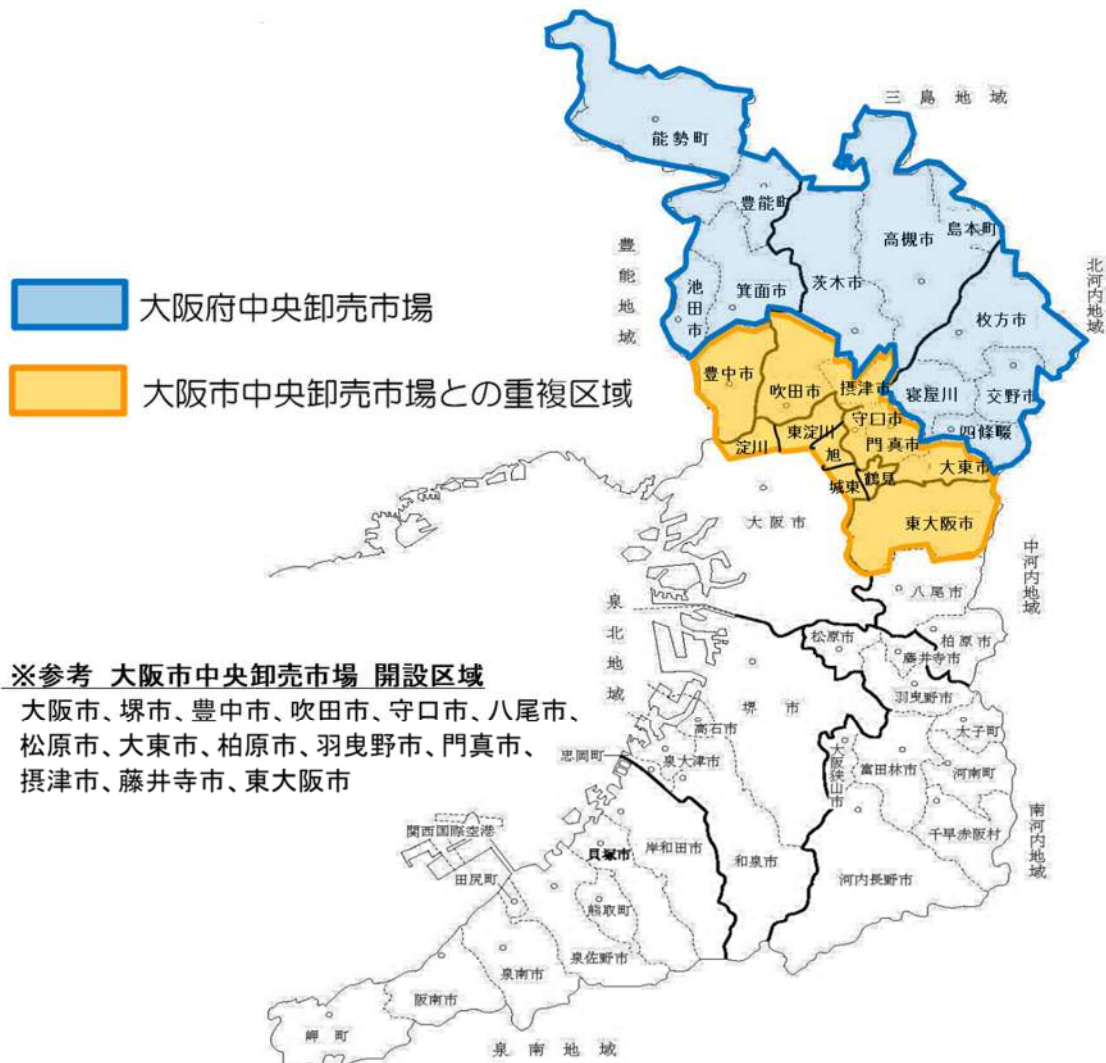 三島地域
能勢町
豊能町
高槻市
島本町
豊能地域
北河内地域
池田市
箕面市
茨木市
枚方市
大阪府中央卸売市場
豊中市
吹田市
摂津市
寝屋川
交野市
大阪市中央卸売市場との重複区域
守口市
四條畷
東淀川
淀川
旭
門真市
大東市
鶴見
城東
大阪市
東大阪市
中河内地域
八尾市
泉北地域
松原市
柏原市
藤井寺市
※参考 大阪市中央卸売市場 開設区域
羽曳野市
大阪市、堺市、豊中市、吹田市、守口市、八尾市、
松原市、大東市、柏原市、羽曳野市、門真市、
摂津市、藤井寺市、東大阪市
堺市
高石市
太子町
忠岡町
泉大津市
大阪狭山市
富田林市
河南町
南河内地域
関西国際空港
千早赤阪村
貝塚市
岸和田市
和泉市
田尻町
河内長野市
熊取町
泉佐野市
泉南市
阪南市
岬町
泉南地域